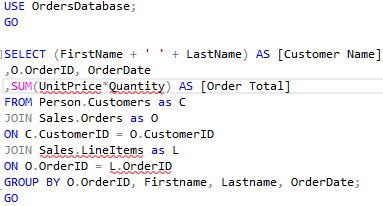 USE OrdersDatabase;
GO
SELECT (FirstName + ' ' + LastName) AS [Customer Name]
,O.OrderID, OrderDate
,SUM(UnitPrice*Quantity) AS [Order Total]
FROM Person.Customers as C
JOIN Sales.Orders as O
ON C.CustomerID = O.CustomerID
JOIN Sales.LineItems as L
ON O.OrderID = L.OrderID
GROUP BY O.OrderID, Firstname, Lastname, OrderDate;
GO